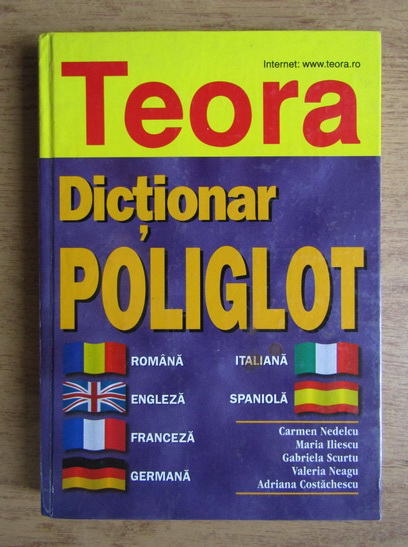 Internet: www.teora.ro
Teora
Dicționar
POLIGLOT
ROMÂNĂ
ENGLEZĂ
FRANCEZĂ
GERMANĂ
ITALIANĂ
SPANIOLĂ
Carmen Nedelcu
Maria Iliescu
Gabriela Scurtu
Valeria Neagu
Adriana Costăchescu